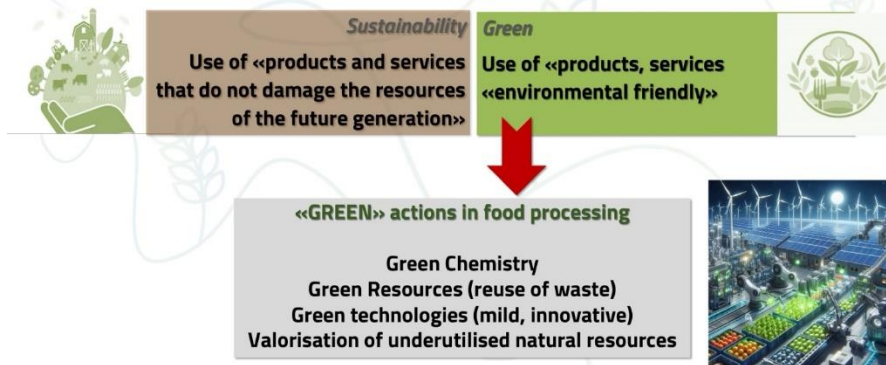 Sustainability
Use of «products and services
that do not damage the resources
of the future generation»
Green
Use of «products, services
«environmental friendly»
«GREEN» actions in food processing
Green Chemistry
Green Resources (reuse of waste)
Green technologies (mild, innovative)
Valorisation of underutilised natural resources